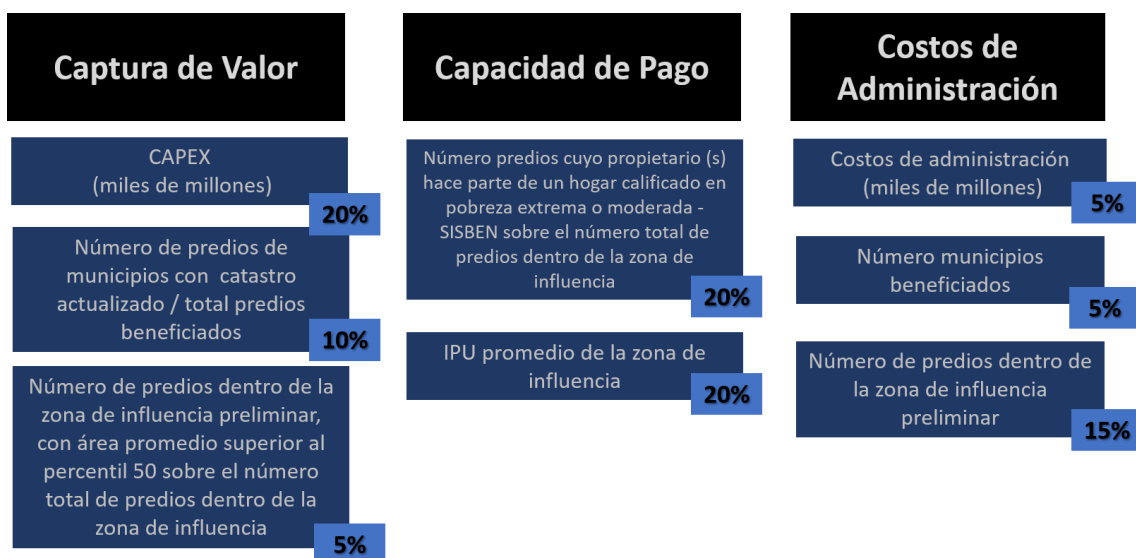 Captura de Valor
CAPEX
(miles de millones)
20%
Número de predios de
municipios con catastro
actualizado / total predios
beneficiados
10%
Número de predios dentro de la
zona de influencia preliminar,
con área promedio superior al
percentil 50 sobre el número
total de predios dentro de la
zona de influencia
5%
Capacidad de Pago
Número predios cuyo propietario (s)
hace parte de un hogar calificado en
pobreza extrema o moderada -
SISBEN sobre el número total de
predios dentro de la zona de
influencia
20%
IPU promedio de la zona de
influencia
20%
Costos de
Administración
Costos de administración
(miles de millones)
5%
Número municipios
beneficiados
5%
Número de predios dentro de
la zona de influencia
preliminar
15%